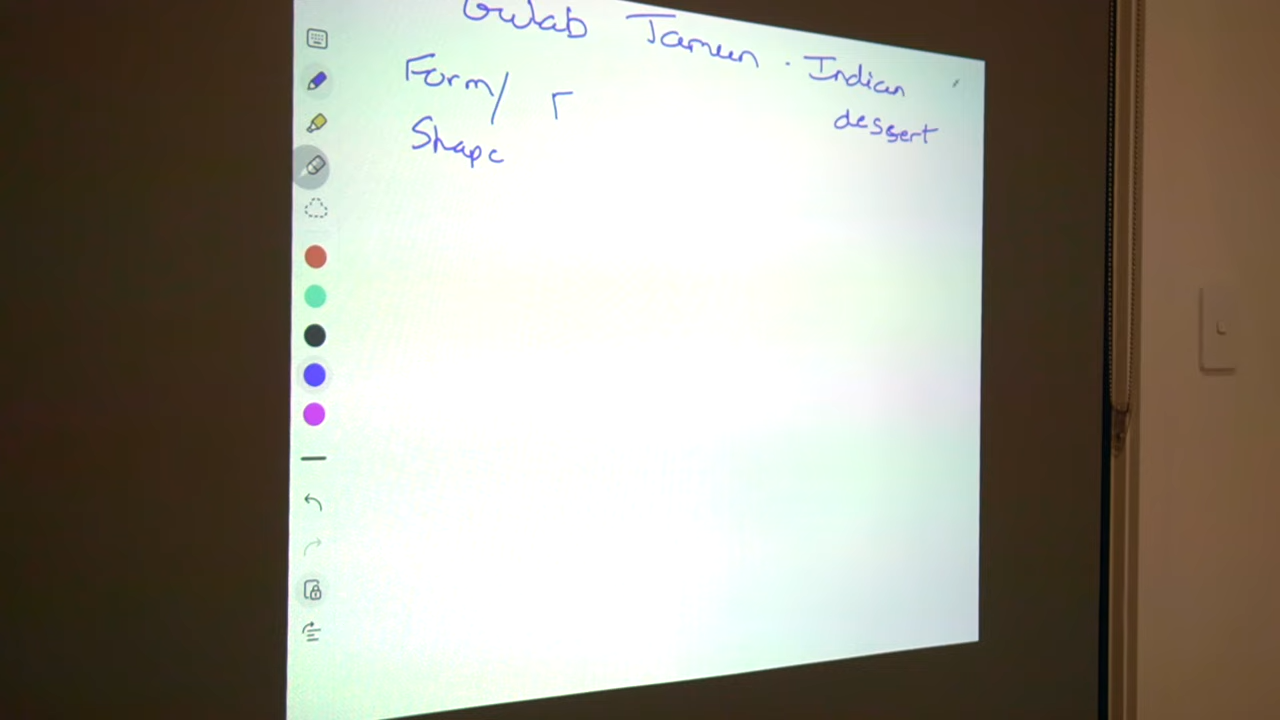 Gulab Jamun . Indian
dessert
Form/ r
Shape